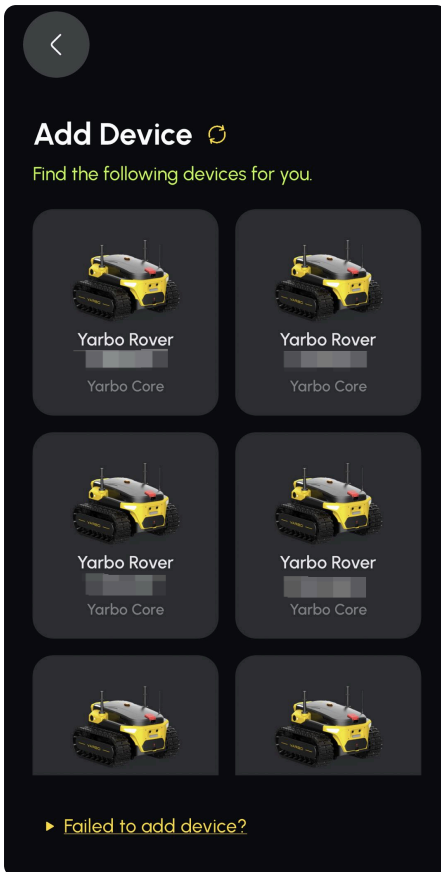 Add Device
Find the following devices for you.
Yarbo Rover
Yarbo Core
Yarbo Rover
Yarbo Core
Yarbo Rover
Yarbo Core
Yarbo Rover
Yarbo Core
Failed to add device?